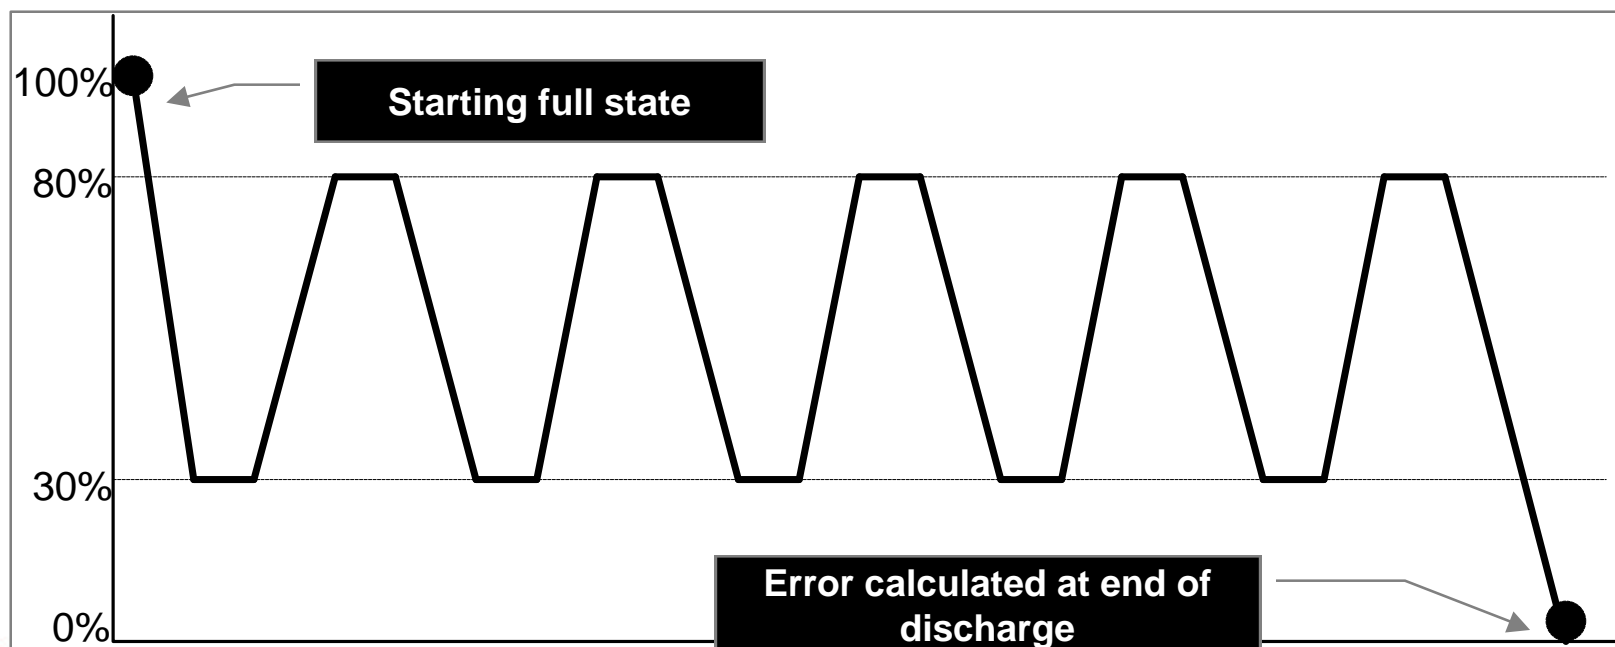 100%
Starting full state
80%
30%
Error calculated at end of
discharge
0%